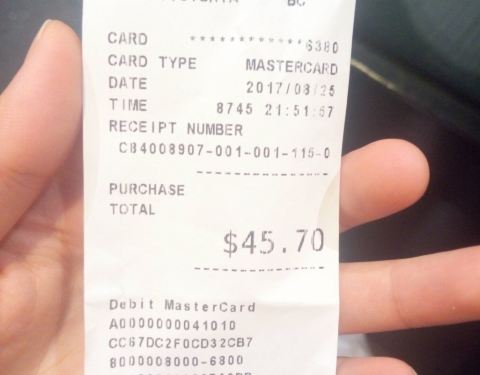 BC
CARD ************6380
CARD TYPE MASTERCARD
DATE 2017/08/25
TIME 8745 21:51:57
RECEIPT NUMBER
C84008907-001-001-115-0
PURCHASE
TOTAL
$45.70
Debit MasterCard
A0000000041010
CC67DC2F0CD32CB7
8000008000-6800